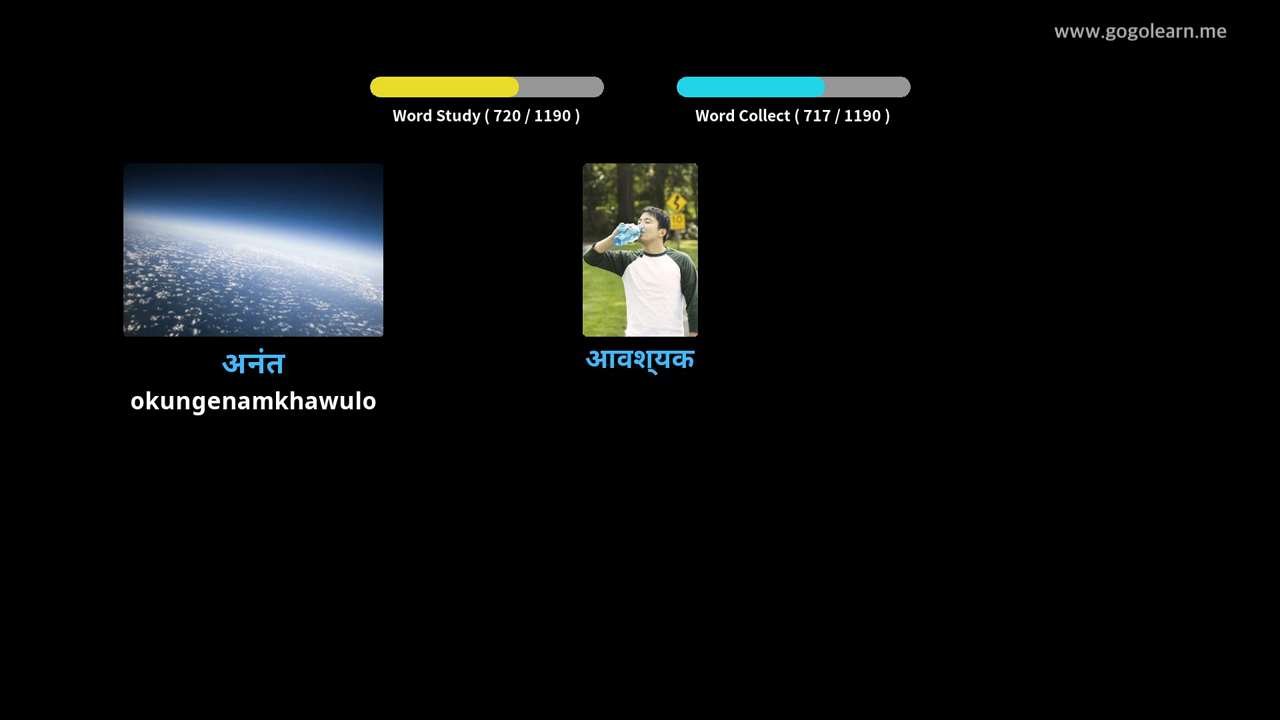 www.gogolearn.me
Word Study ( 720 / 1190 )
Word Collect ( 717 / 1190 )
अनंत
okungenamkhawulo
आवश्यक